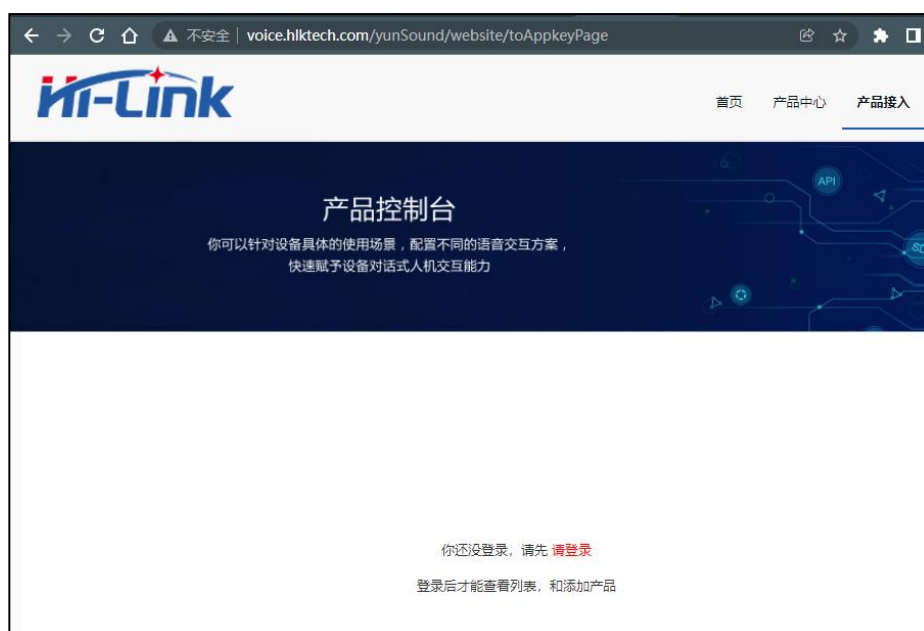 不安全 | voice.hlktech.com/yunSound/website/toAppkeyPage
Hi-Link
首页 产品中心 产品接入
产品控制台
API
你可以针对设备具体的使用场景，配置不同的语音交互方案，
快速赋予设备对话式人机交互能力
你还没登录，请先 请登录
登录后才能查看列表，和添加产品